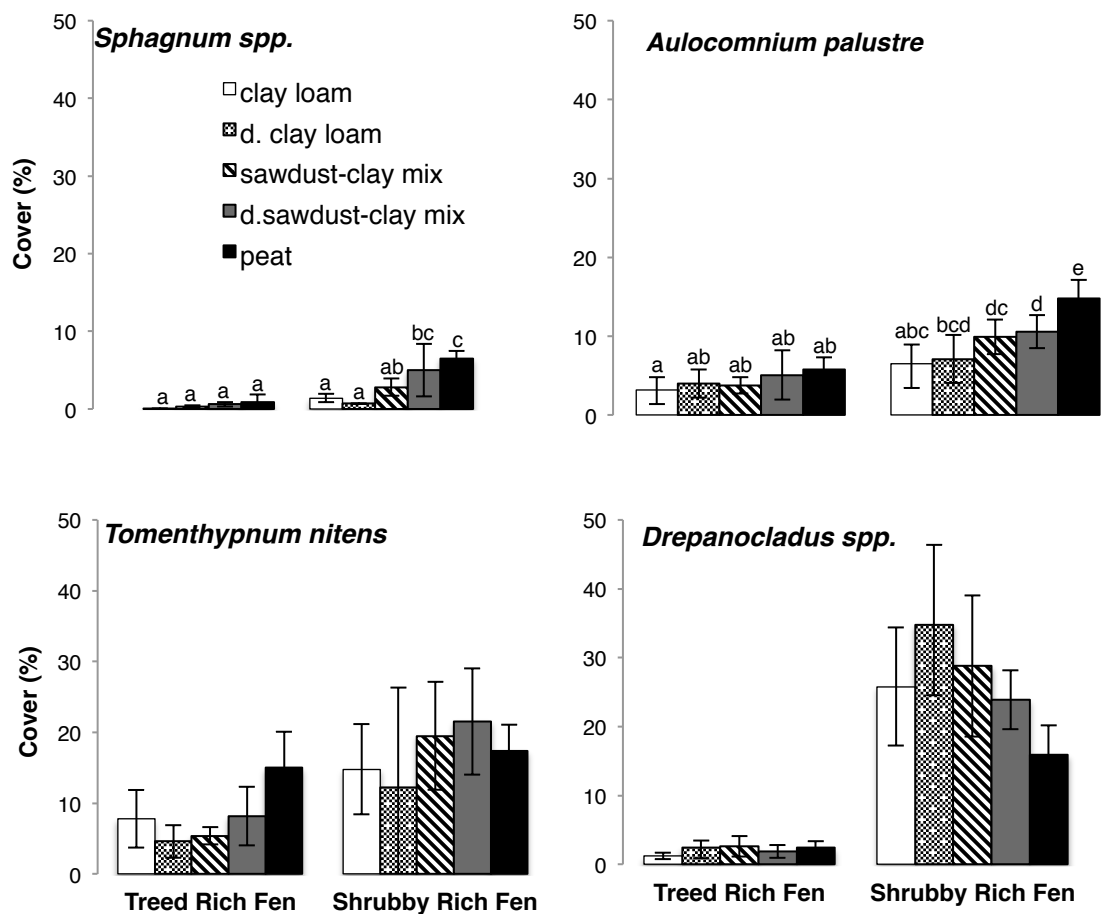 Sphagnum spp.
clay loam
d. clay loam
sawdust-clay mix
d.sawdust-clay mix
peat
Cover (%)
50
40
30
20
10
0
a a a a
a a ab bc c
Aulocomnium palustre
50
40
30
20
10
0
a ab ab ab ab
abc bcd dc d e
Tomenthypnum nitens
Cover (%)
50
40
30
20
10
0
Treed Rich Fen Shrubby Rich Fen
Drepanocladus spp.
50
40
30
20
10
0
Treed Rich Fen Shrubby Rich Fen